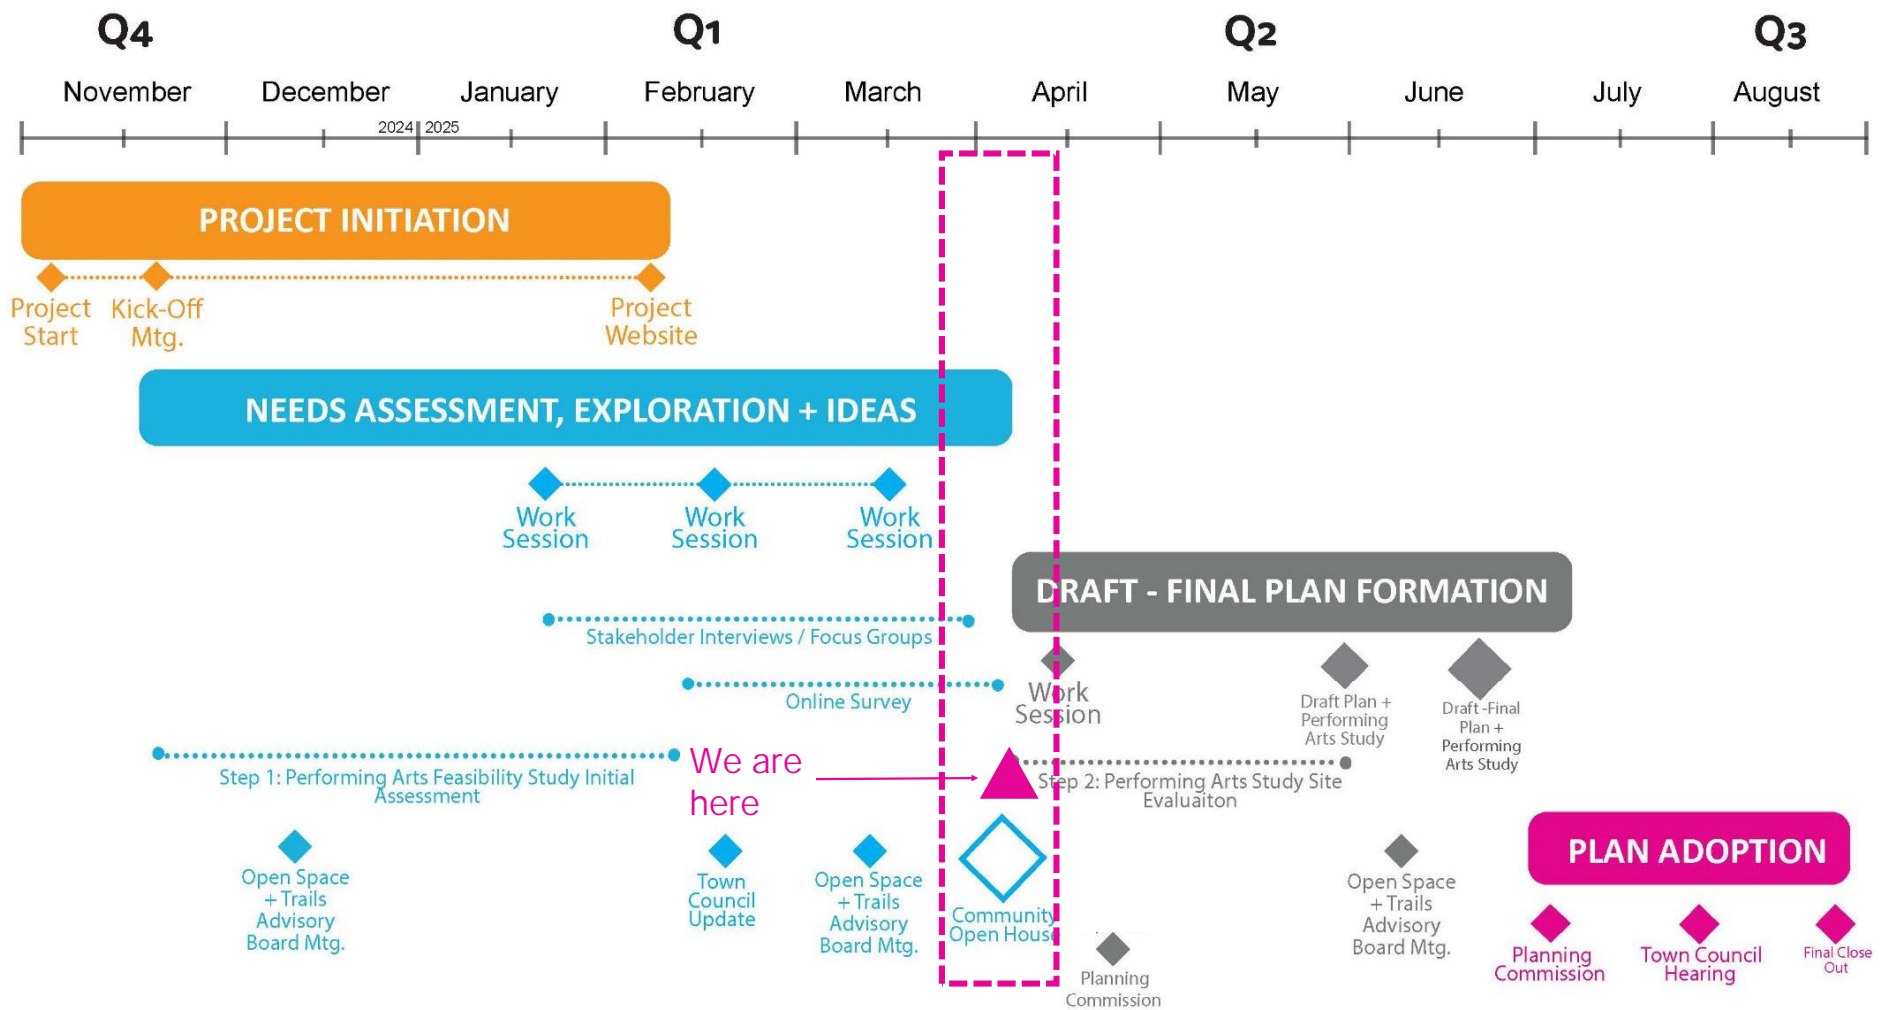 Q4 Q1 Q2 Q3
November December January February March April May June July August
2024 2025
PROJECT INITIATION
Project
Start
Kick-Off
Mtg.
Project
Website
NEEDS ASSESSMENT, EXPLORATION + IDEAS
Work
Session
Work
Session
Work
Session
DRAFT - FINAL PLAN FORMATION
Stakeholder Interviews / Focus Groups
Online Survey
Work
Session
Draft Plan +
Performing
Arts Study
Draft -Final
Plan +
Performing
Arts Study
Step 1: Performing Arts Feasibility Study Initial
Assessment
We are
here
Step 2: Performing Arts Study Site
Evaluaiton
PLAN ADOPTION
Open Space
+ Trails
Advisory
Board Mtg.
Town
Council
Update
Open Space
+ Trails
Advisory
Board Mtg.
Community
Open House
Planning
Commission
Open Space
+ Trails
Advisory
Board Mtg.
Planning
Commission
Town Council
Hearing
Final Close
Out